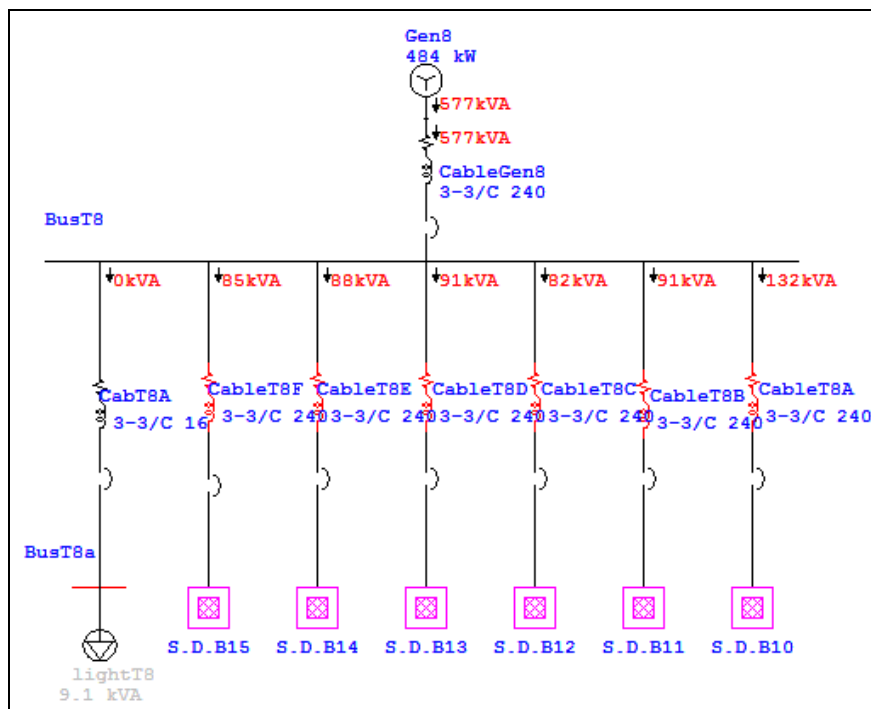 Gen8
484 kW
577kVA
577kVA
CableGen8
3-3/C 240
BusT8
0kVA
85kVA
88kVA
91kVA
82kVA
91kVA
132kVA
CabT8A
3-3/C 16
CableT8F
3-3/C 240
CableT8E
3-3/C 240
CableT8D
3-3/C 240
CableT8C
3-3/C 240
CableT8B
3-3/C 240
CableT8A
3-3/C 240
BusT8a
S.D.B15
S.D.B14
S.D.B13
S.D.B12
S.D.B11
S.D.B10
lightT8
9.1 kVA